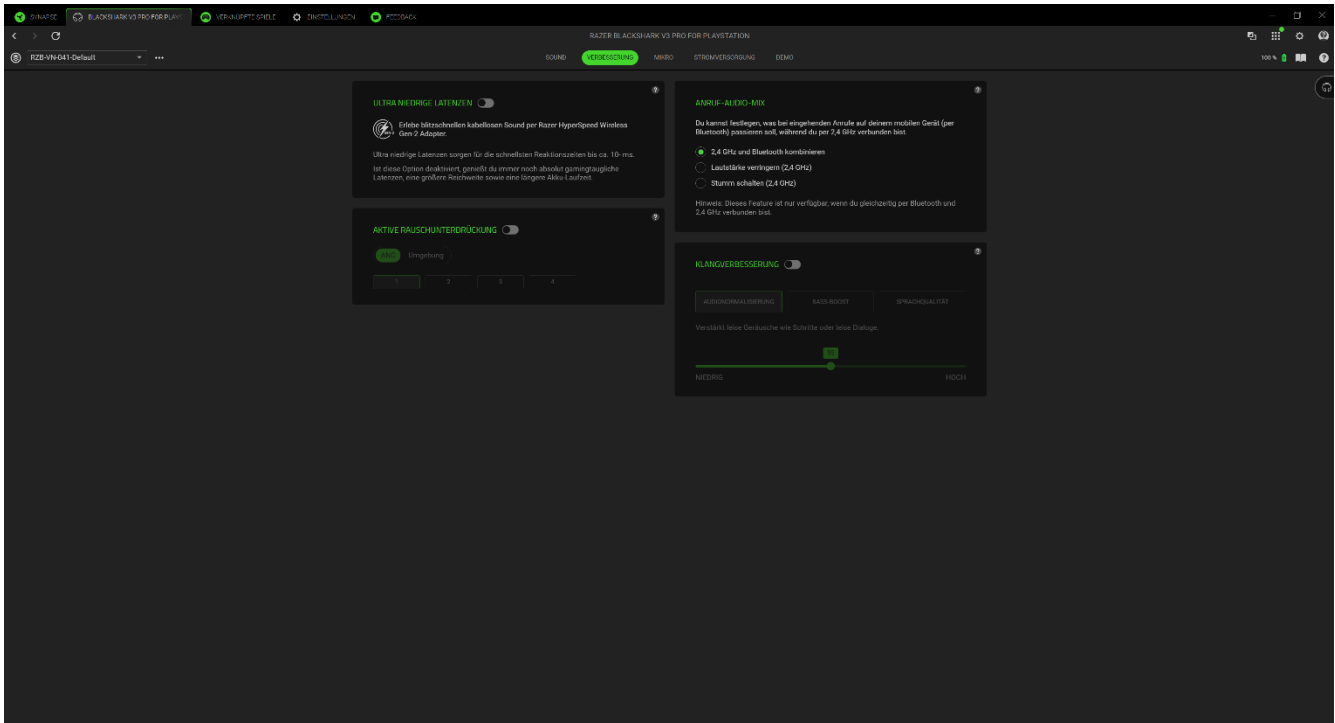 SYNAPSE
BLACKSHARK V3 PRO FOR PLAYS
VERKNÜPFTE SPIELE
EINSTELLUNGEN
FEEDBACK
RAZER BLACKSHARK V3 PRO FOR PLAYSTATION
RZB-VN-041-Default
SOUND
VERBESSERUNG
MIKRO
STROMVERSORGUNG
DEMO
100 %
ULTRA NIEDRIGE LATENZEN
Erlebe blitzschnellen kabellosen Sound per Razer HyperSpeed Wireless
Gen-2 Adapter.
Ultra niedrige Latenzen sorgen für die schnellsten Reaktionszeiten bis ca. 10- ms.
Ist diese Option deaktiviert, genießt du immer noch absolut gamingtaugliche
Latenzen, eine größere Reichweite sowie eine längere Akku-Laufzeit.
AKTIVE RAUSCHUNTERDRÜCKUNG
ANC
Umgebung
1
2
3
4
ANRUF-AUDIO-MIX
Du kannst festlegen, was bei eingehenden Anrufe auf deinem mobilen Gerät (per
Bluetooth) passieren soll, während du per 2,4 GHz verbunden bist.
2,4 GHz und Bluetooth kombinieren
Lautstärke verringern (2,4 GHz)
Stumm schalten (2,4 GHz)
Hinweis: Dieses Feature ist nur verfügbar, wenn du gleichzeitig per Bluetooth und
2,4 GHz verbunden bist.
KLANGVERBESSERUNG
AUDIONORMALISIERUNG
BASS-BOOST
SPRACHQUALITÄT
Verstärkt leise Geräusche wie Schritte oder leise Dialoge.
NIEDRIG
HOCH